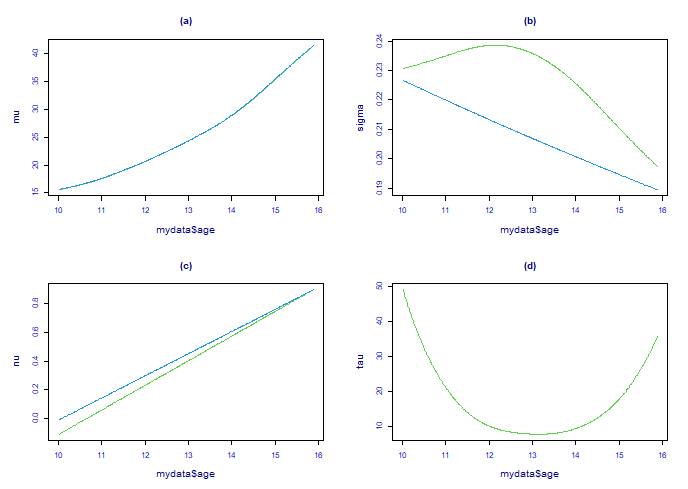 (a)
mu
40
35
30
25
20
15
10 11 12 13 14 15 16
mydata$age
(b)
sigma
0.24
0.23
0.22
0.21
0.20
0.19
10 11 12 13 14 15 16
mydata$age
(c)
nu
0.8
0.6
0.4
0.2
0.0
10 11 12 13 14 15 16
mydata$age
(d)
tau
50
40
30
20
10
10 11 12 13 14 15 16
mydata$age